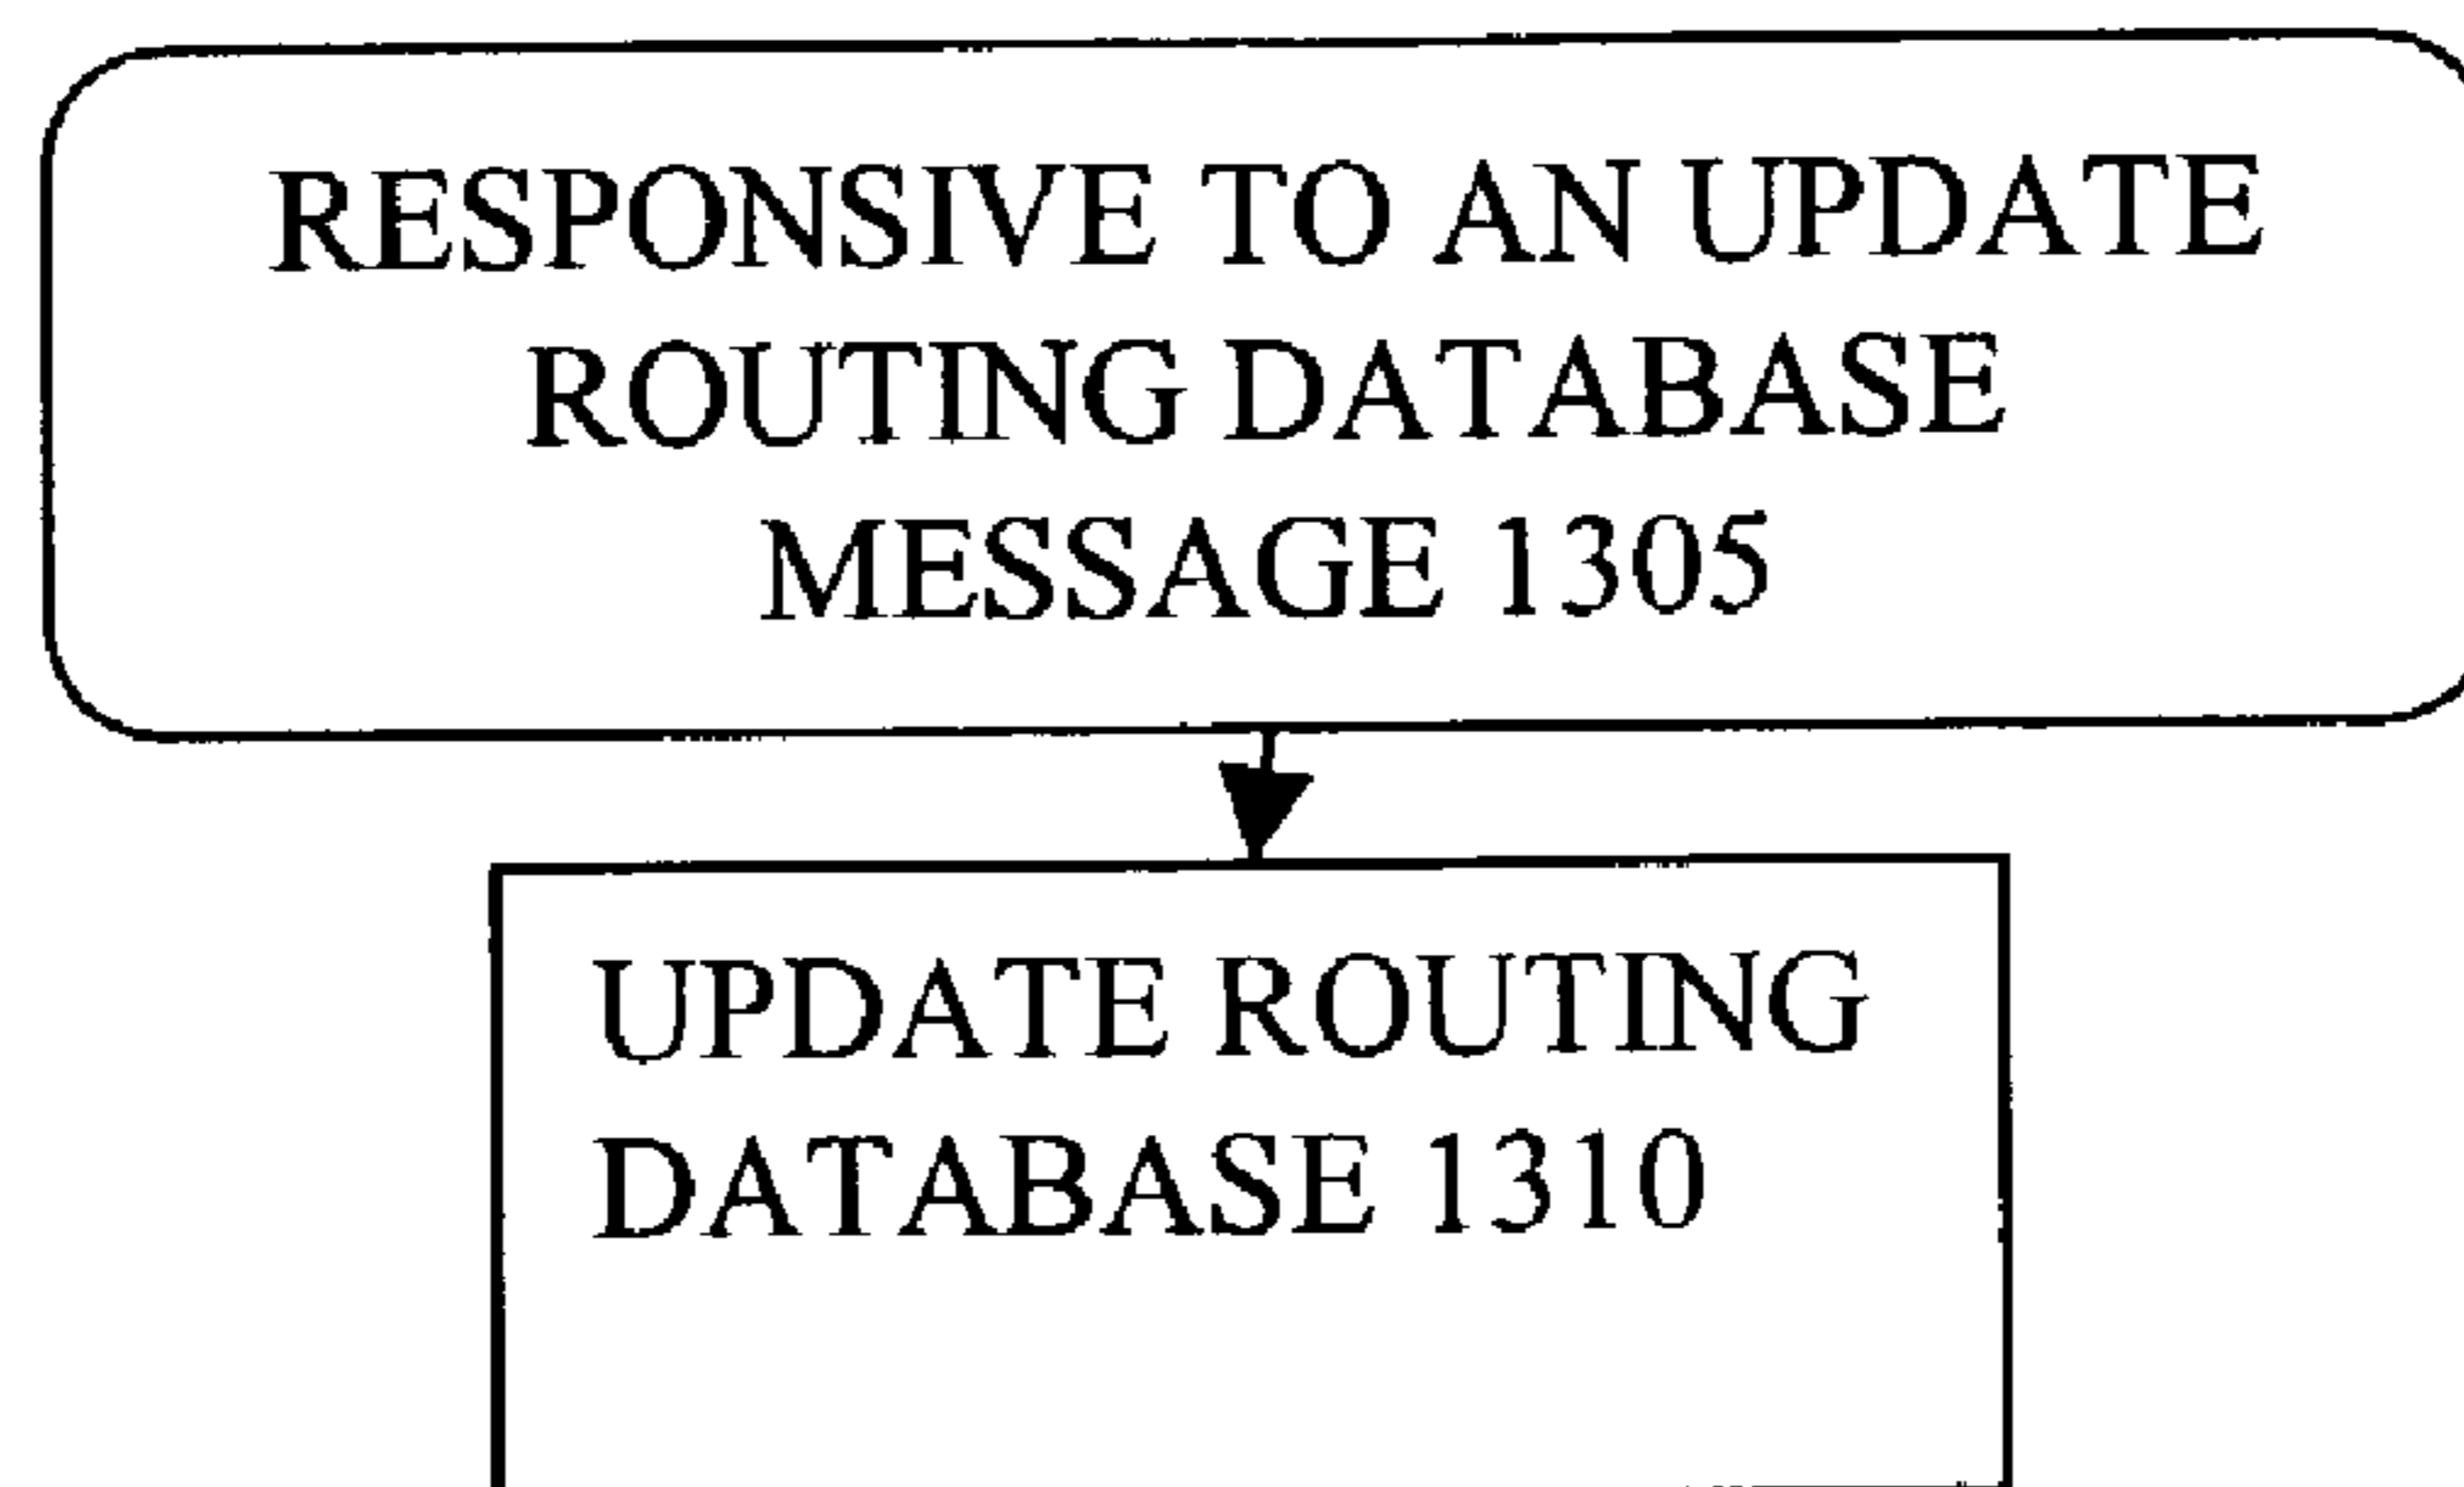 RESPONSIVE TO AN UPDATE
ROUTING DATABASE
MESSAGE 1305
UPDATE ROUTING
DATABASE 1310